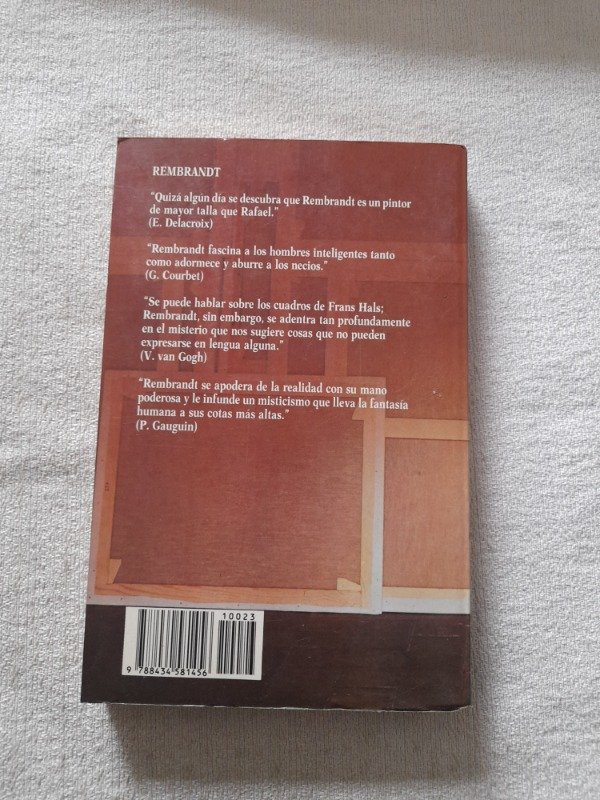 REMBRANDT
“Quizá algún día se descubra que Rembrandt es un pintor
de mayor talla que Rafael.”
(E. Delacroix)
“Rembrandt fascina a los hombres inteligentes tanto
como adormece y aburre a los necios.”
(G. Courbet)
“Se puede hablar sobre los cuadros de Frans Hals;
Rembrandt, sin embargo, se adentra tan profundamente
en el misterio que nos sugiere cosas que no pueden
expresarse en lengua alguna.”
(V. van Gogh)
“Rembrandt se apodera de la realidad con su mano
poderosa y le infunde un misticismo que lleva la fantasía
humana a sus cotas más altas.”
(P. Gauguin)
10023
9 788434 581456